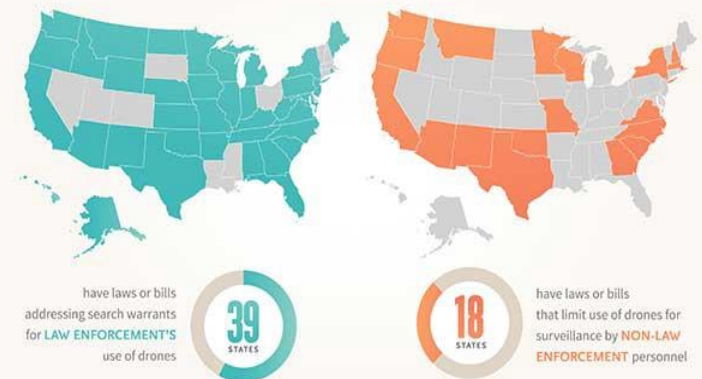 have laws or bills
addressing search warrants
for LAW ENFORCEMENT'S
use of drones
39
STATES
18
STATES
have laws or bills
that limit use of drones for
surveillance by NON-LAW
ENFORCEMENT personnel